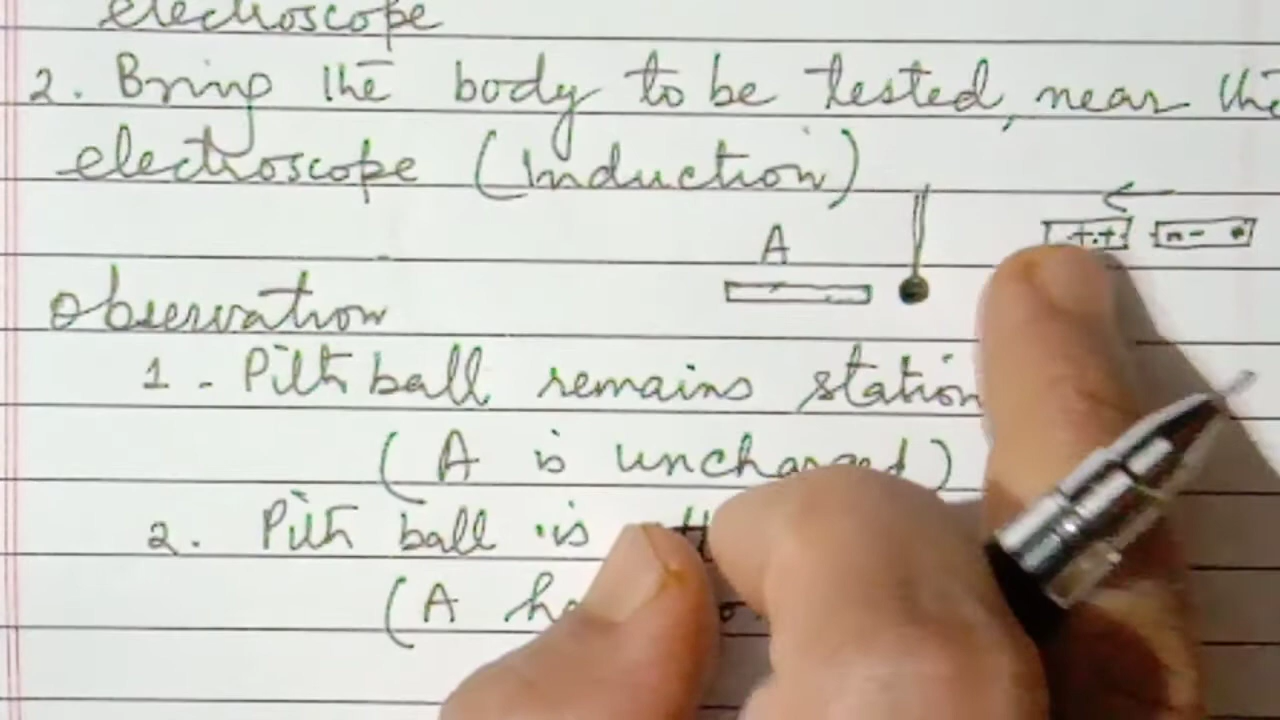 electroscope
2. Bring the body to be tested, near the
electroscope (Induction)
A
++
--
Observation
1 - Pith ball remains station
(A is uncharged)
2. Pith ball is
(A